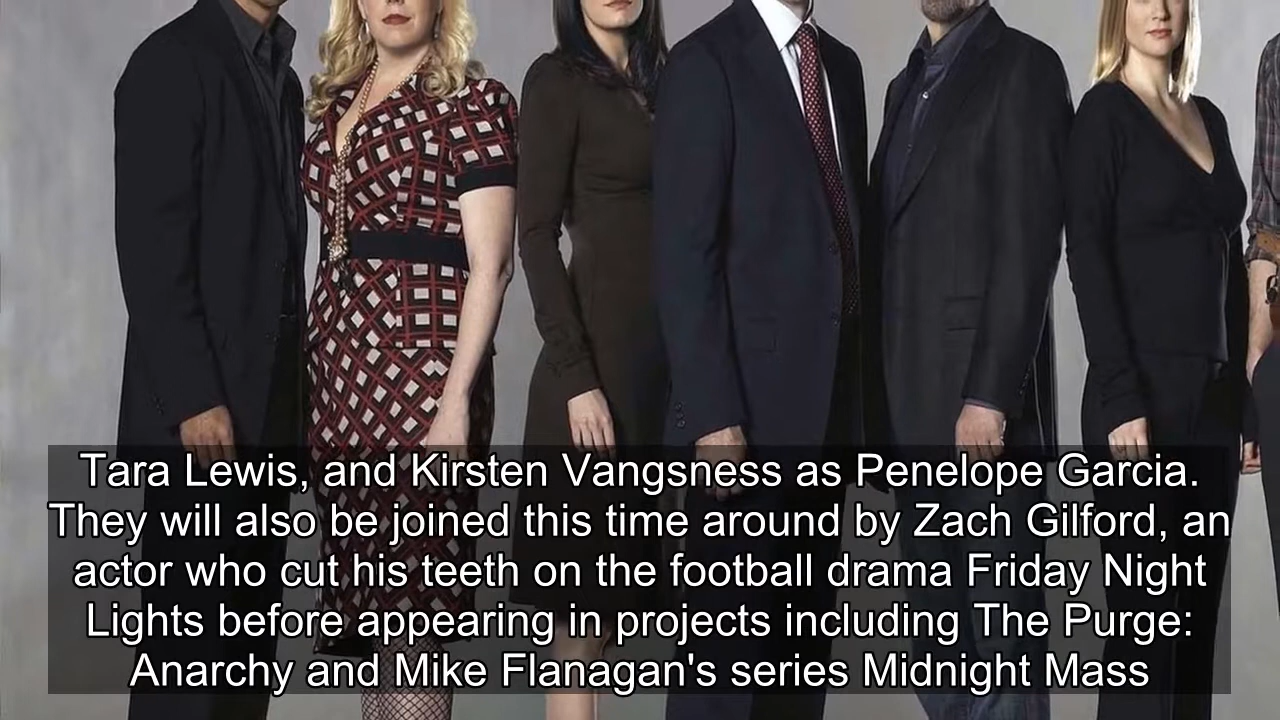 Tara Lewis, and Kirsten Vangsness as Penelope Garcia.
They will also be joined this time around by Zach Gilford, an
actor who cut his teeth on the football drama Friday Night
Lights before appearing in projects including The Purge:
Anarchy and Mike Flanagan's series Midnight Mass